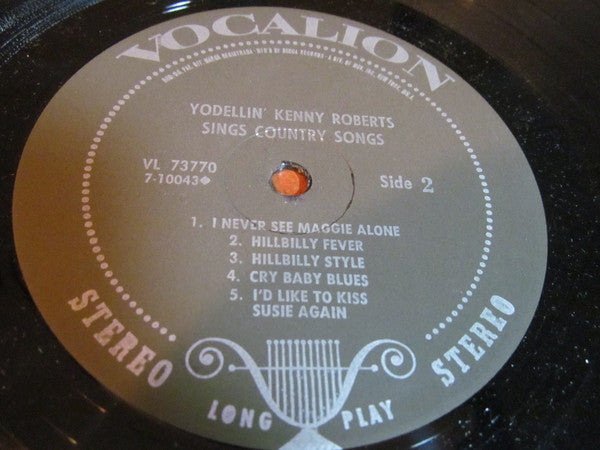 VOCALION
YODELLIN' KENNY ROBERTS
SINGS COUNTRY SONGS
VL 73770
7-10043
Side 2
1. I NEVER SEE MAGGIE ALONE
2. HILLBILLY FEVER
3. HILLBILLY STYLE
4. CRY BABY BLUES
5. I'D LIKE TO KISS
SUSIE AGAIN
STEREO
LONG PLAY
STEREO